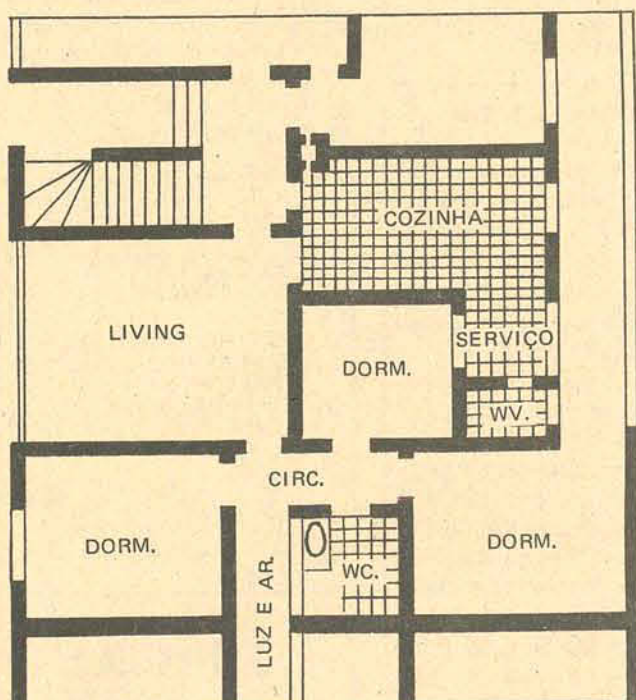 COZINHA
LIVING
SERVIÇO
DORM.
WV.
CIRC.
DORM.
DORM.
WC.
LUZ E AR.